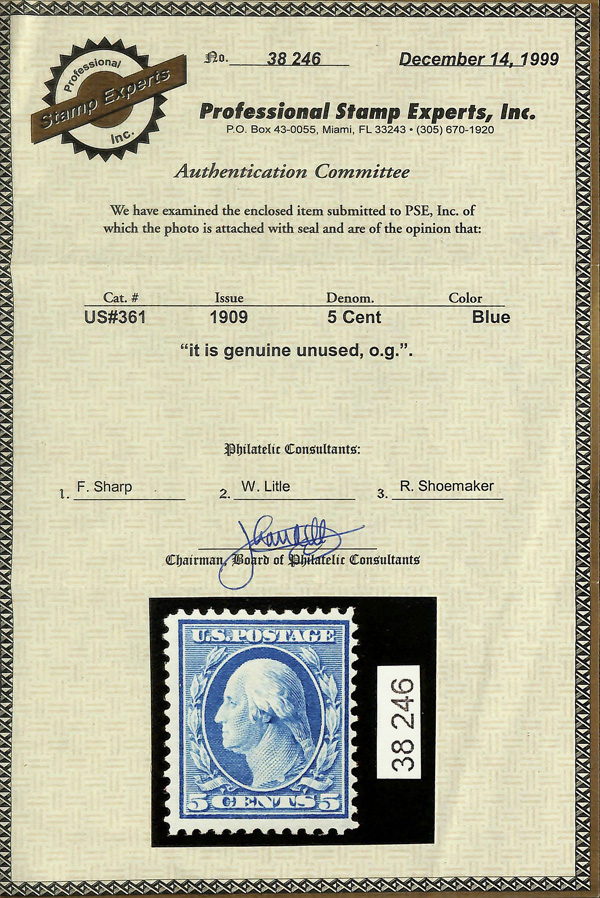 Professional
Stamp Experts
Inc.
No. 38 246
December 14, 1999
Professional Stamp Experts, Inc.
P.O. Box 43-0055, Miami, FL 33243 • (305) 670-1920
Authentication Committee
We have examined the enclosed item submitted to PSE, Inc. of
which the photo is attached with seal and are of the opinion that:
Cat. # Issue Denom. Color
US#361 1909 5 Cent Blue
“it is genuine unused, o.g.”.
Philatelic Consultants:
1. F. Sharp 2. W. Litle 3. R. Shoemaker
Chairman, Board of Philatelic Consultants
U.S. POSTAGE
5 CENTS 5
38 246